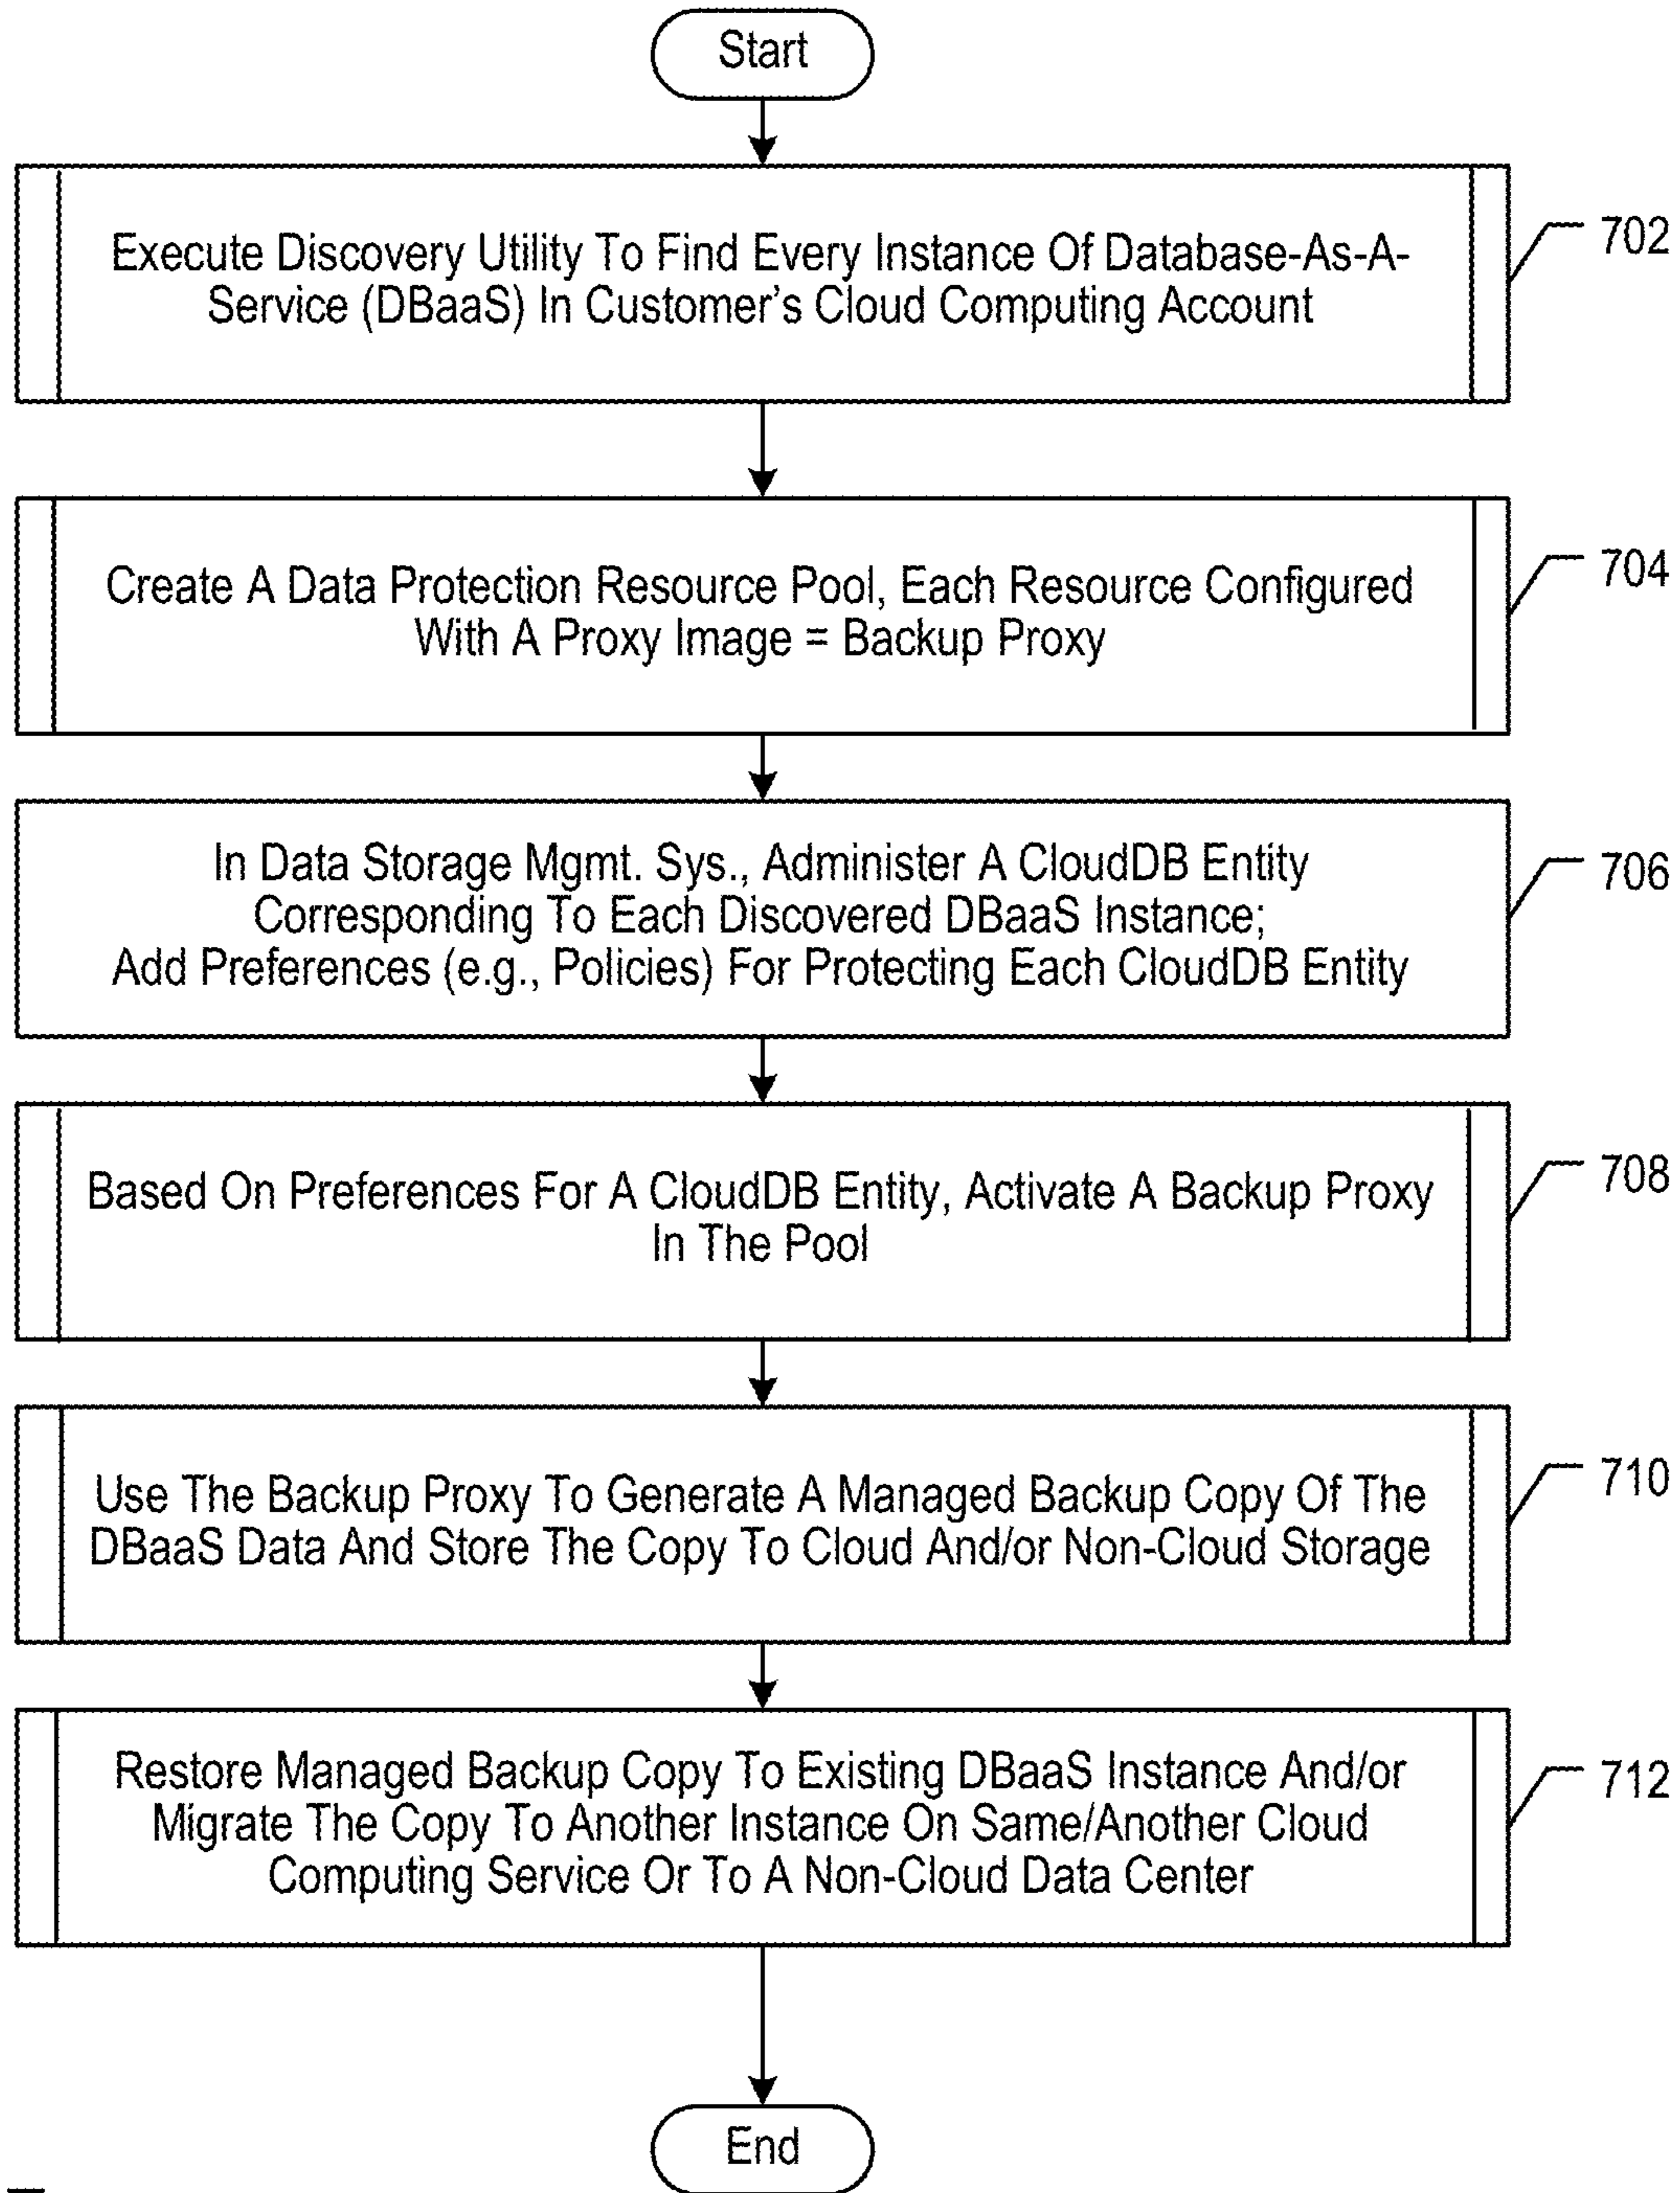 Start
Execute Discovery Utility To Find Every Instance Of Database-As-A-
Service (DBaaS) In Customer's Cloud Computing Account
702
Create A Data Protection Resource Pool, Each Resource Configured
With A Proxy Image = Backup Proxy
704
In Data Storage Mgmt. Sys., Administer A CloudDB Entity
Corresponding To Each Discovered DBaaS Instance;
Add Preferences (e.g., Policies) For Protecting Each CloudDB Entity
706
Based On Preferences For A CloudDB Entity, Activate A Backup Proxy
In The Pool
708
Use The Backup Proxy To Generate A Managed Backup Copy Of The
DBaaS Data And Store The Copy To Cloud And/or Non-Cloud Storage
710
Restore Managed Backup Copy To Existing DBaaS Instance And/or
Migrate The Copy To Another Instance On Same/Another Cloud
Computing Service Or To A Non-Cloud Data Center
712
End